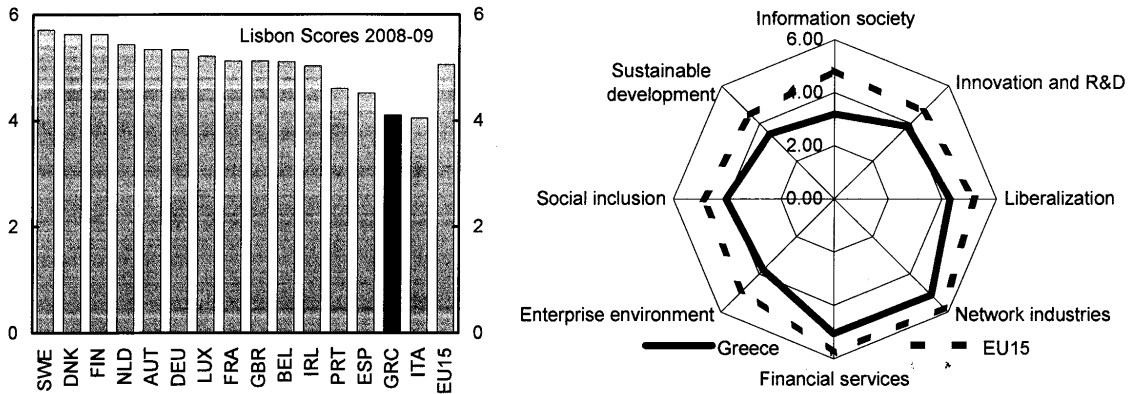 Lisbon Scores 2008-09
6
4
2
0
6
4
2
0
SWE
DNK
FIN
NLD
AUT
DEU
LUX
FRA
GBR
BEL
IRL
PRT
ESP
GRC
ITA
EU15
Information society
6.00
Sustainable
development
Innovation and R&D
4.00
2.00
Social inclusion
0.00
Liberalization
Enterprise environment
Network industries
Greece
EU15
Financial services